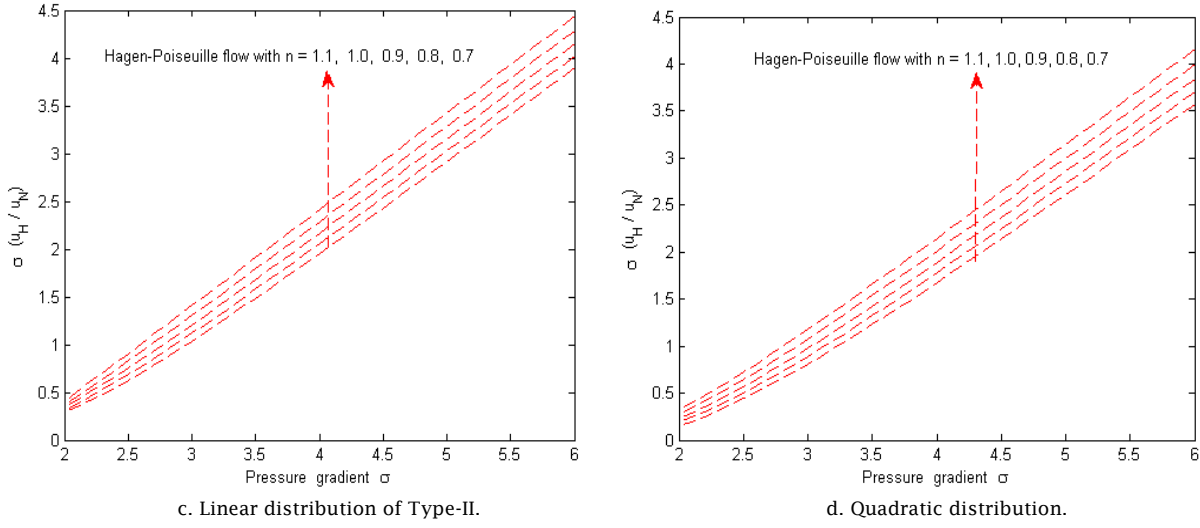 4.5
4
3.5
3
2.5
2
1.5
1
0.5
0
σ (u_H / u_N)
Hagen-Poiseuille flow with n = 1.1, 1.0, 0.9, 0.8, 0.7
2 2.5 3 3.5 4 4.5 5 5.5 6
Pressure gradient σ
c. Linear distribution of Type-II.
4.5
4
3.5
3
2.5
2
1.5
1
0.5
0
σ (u_H / u_N)
Hagen-Poiseuille flow with n = 1.1, 1.0, 0.9, 0.8, 0.7
2 2.5 3 3.5 4 4.5 5 5.5 6
Pressure gradient σ
d. Quadratic distribution.